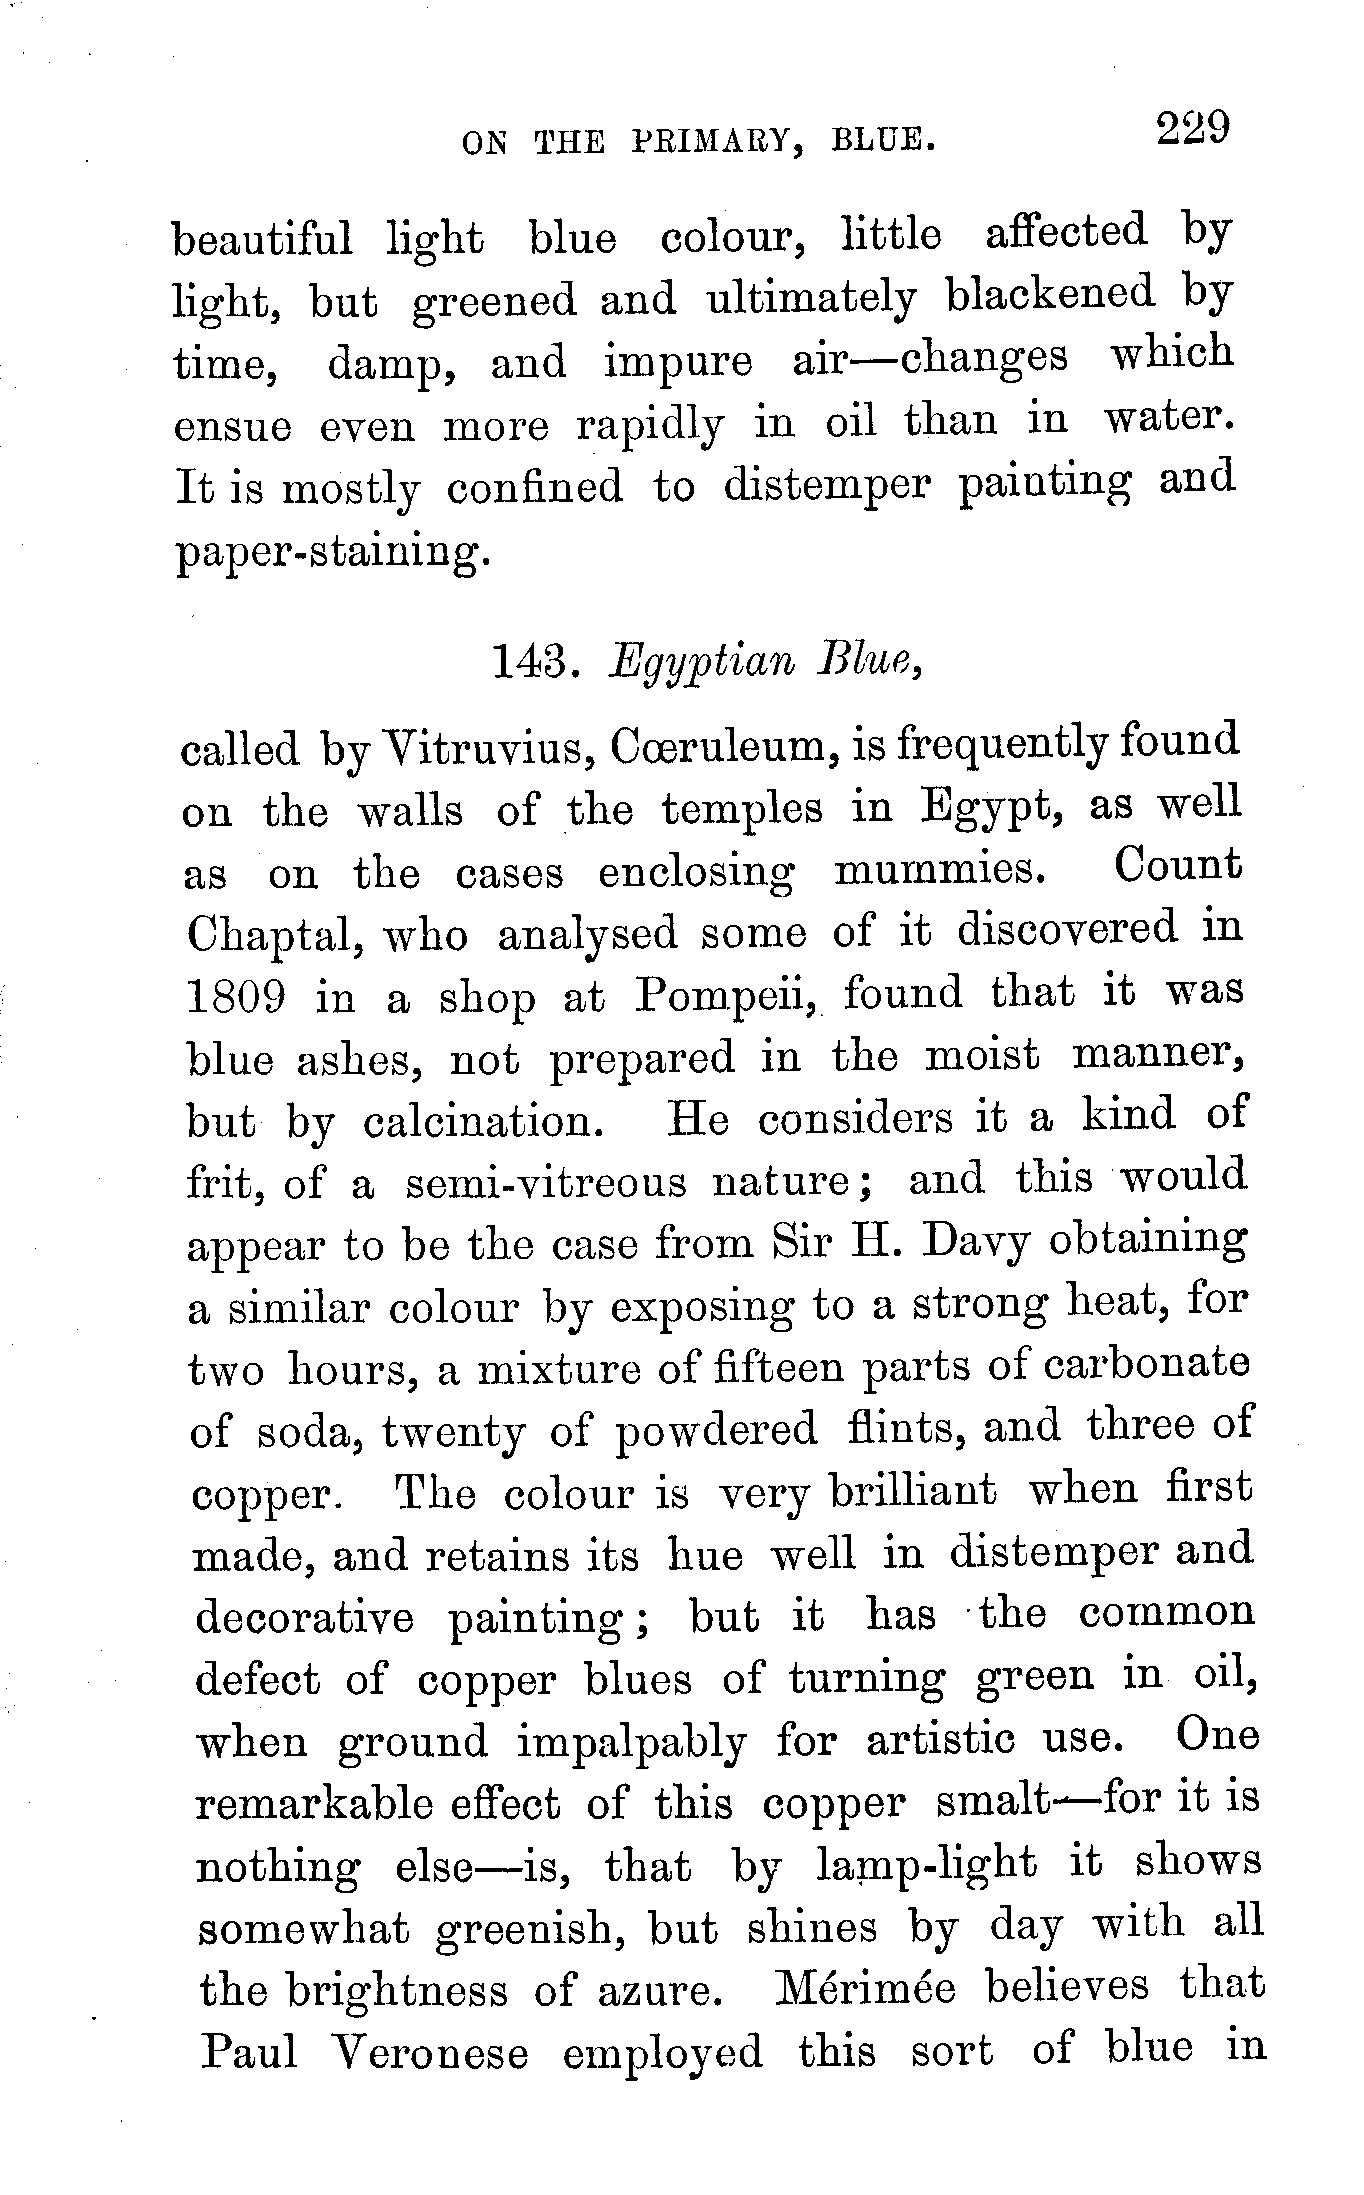 ON THE PRIMARY, BLUE. 229
beautiful light blue colour, little affected by
light, but greened and ultimately blackened by
time, damp, and impure air—changes which
ensue even more rapidly in oil than in water.
It is mostly confined to distemper painting and
paper-staining.
143. Egyptian Blue,
called by Vitruvius, Cœruleum, is frequently found
on the walls of the temples in Egypt, as well
as on the cases enclosing mummies. Count
Chaptal, who analysed some of it discovered in
1809 in a shop at Pompeii, found that it was
blue ashes, not prepared in the moist manner,
but by calcination. He considers it a kind of
frit, of a semi-vitreous nature; and this would
appear to be the case from Sir H. Davy obtaining
a similar colour by exposing to a strong heat, for
two hours, a mixture of fifteen parts of carbonate
of soda, twenty of powdered flints, and three of
copper. The colour is very brilliant when first
made, and retains its hue well in distemper and
decorative painting; but it has the common
defect of copper blues of turning green in oil,
when ground impalpably for artistic use. One
remarkable effect of this copper smalt—for it is
nothing else—is, that by lamp-light it shows
somewhat greenish, but shines by day with all
the brightness of azure. Mérimée believes that
Paul Veronese employed this sort of blue in